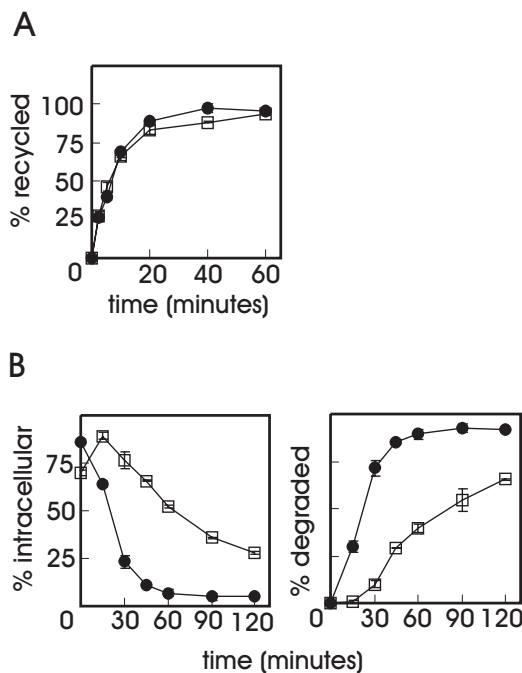 A
% recycled
100
75
50
25
0
20 40 60
time (minutes)
B
% intracellular
75
50
25
0 30 60 90 120
% degraded
0 30 60 90 120
time (minutes)